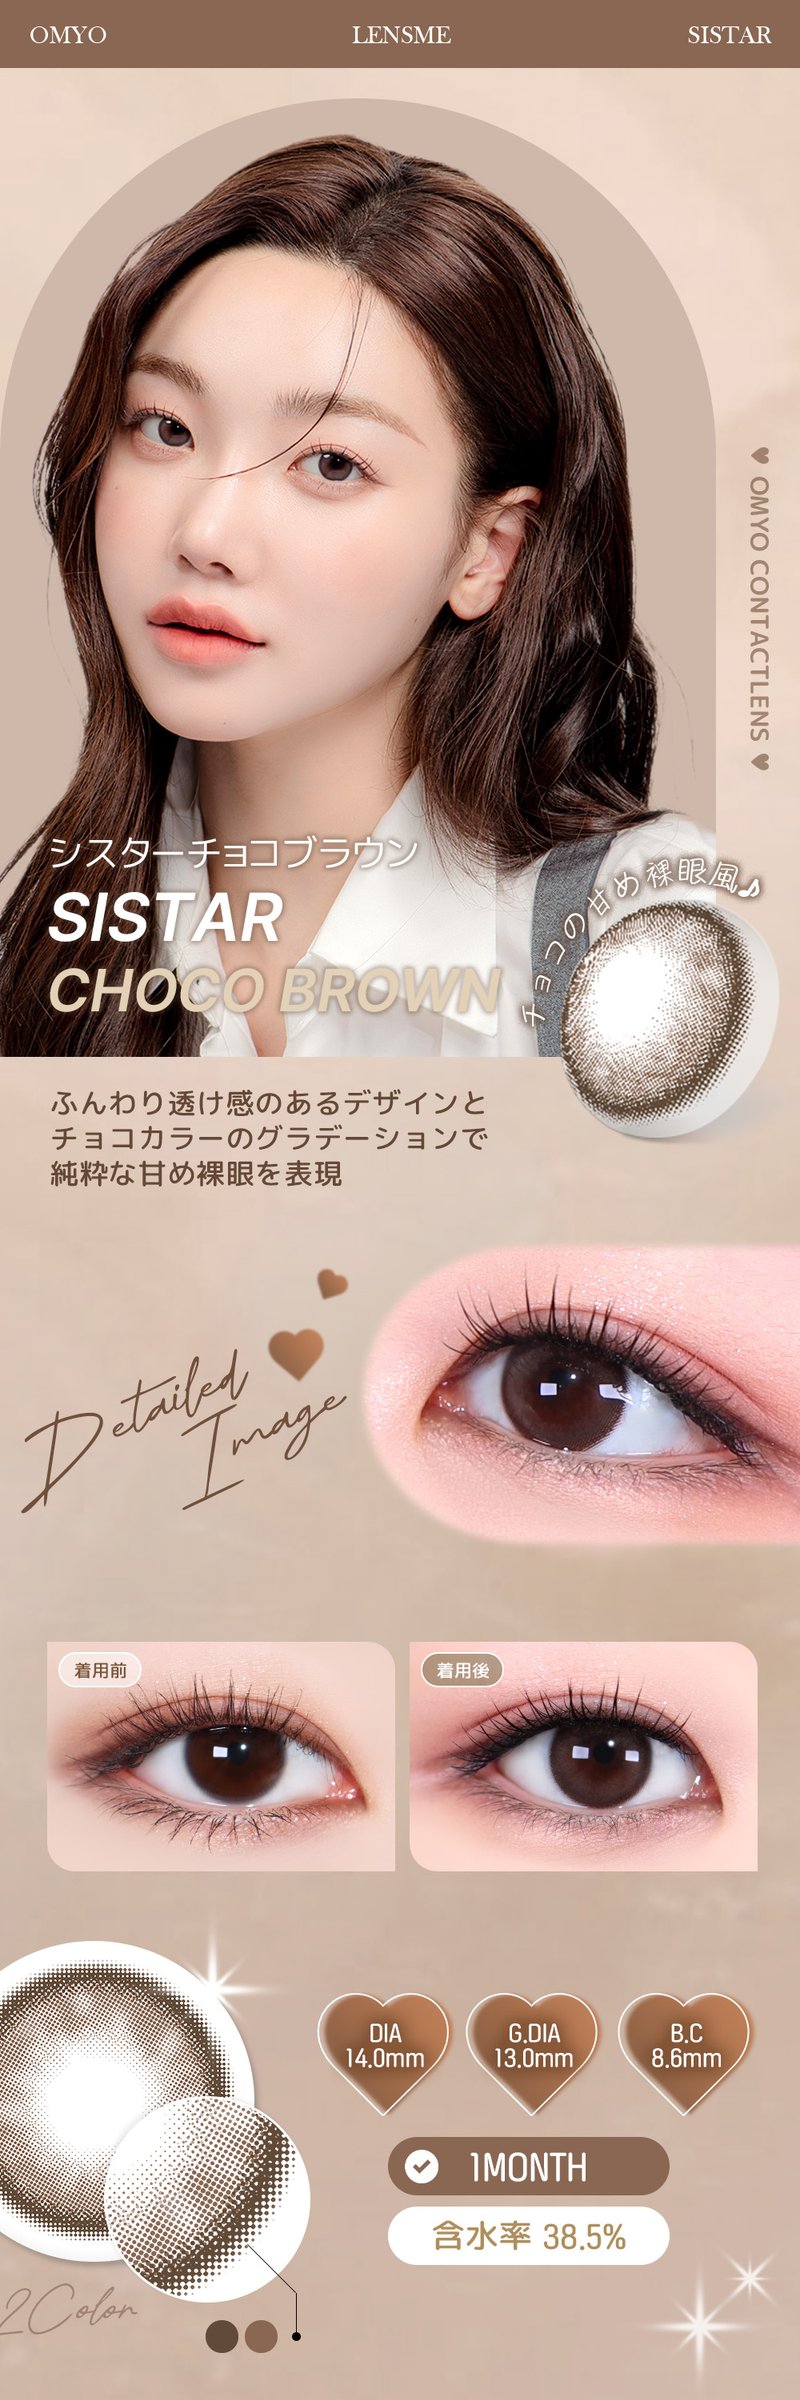 OMYO
LENSME
SISTAR
♥ OMYO CONTACTLENS ♥
シスターチョコブラウン
SISTAR
CHOCO BROWN
チョコの甘め裸眼風♪
ふんわり透け感のあるデザインと
チョコカラーのグラデーションで
純粋な甘め裸眼を表現
Detailed
Image
着用前
着用後
DIA
14.0mm
G.DIA
13.0mm
B.C
8.6mm
1MONTH
含水率 38.5%
2Color